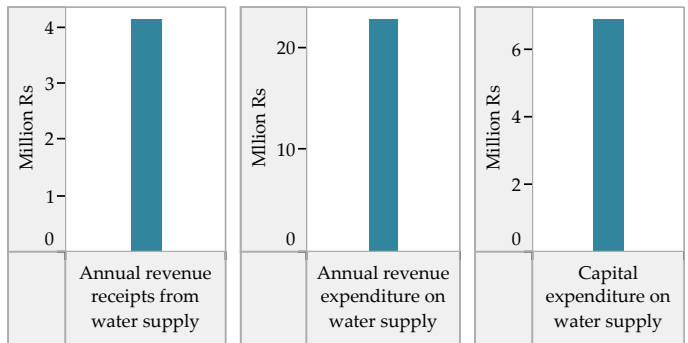 Million Rs
4
3
2
1
0
Annual revenue
receipts from
water supply
Mllion Rs
20
10
0
Annual revenue
expenditure on
water supply
Million Rs
6
4
2
0
Capital
expenditure on
water supply